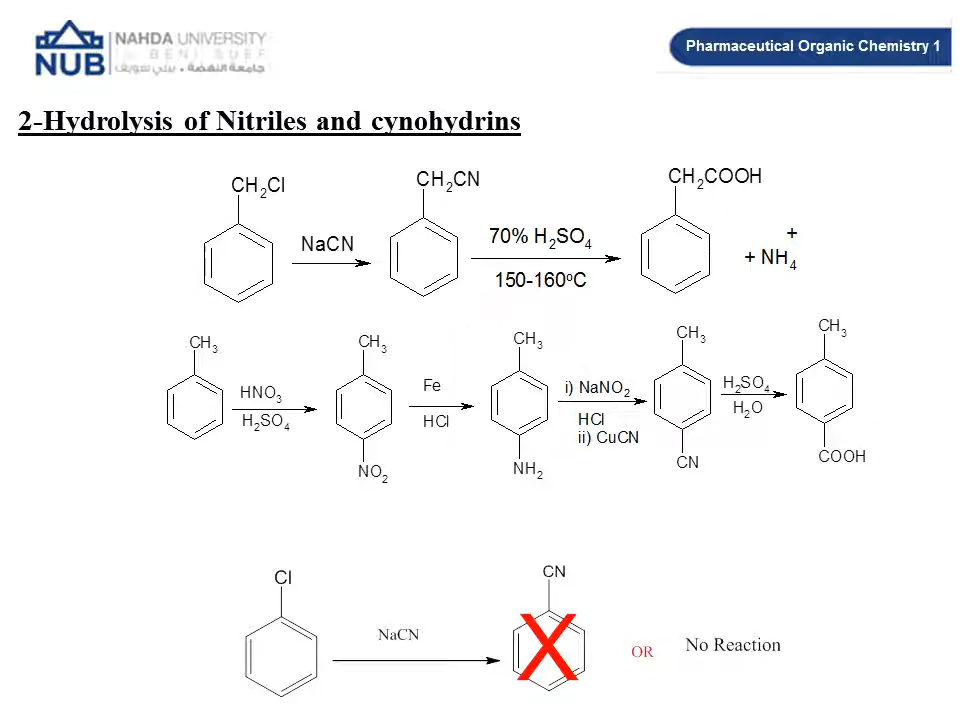 NAHDA UNIVERSITY
BENI SUEF
NUB
جامعة النهضة • بني سويف
Pharmaceutical Organic Chemistry 1
2-Hydrolysis of Nitriles and cynohydrins
CH₂Cl
NaCN
CH₂CN
70% H₂SO₄
150-160°C
CH₂COOH
+ NH₄⁺
CH₃
HNO₃
H₂SO₄
CH₃
NO₂
Fe
HCl
CH₃
NH₂
i) NaNO₂
HCl
ii) CuCN
CH₃
CN
H₂SO₄
H₂O
CH₃
COOH
Cl
NaCN
CN
X
OR
No Reaction